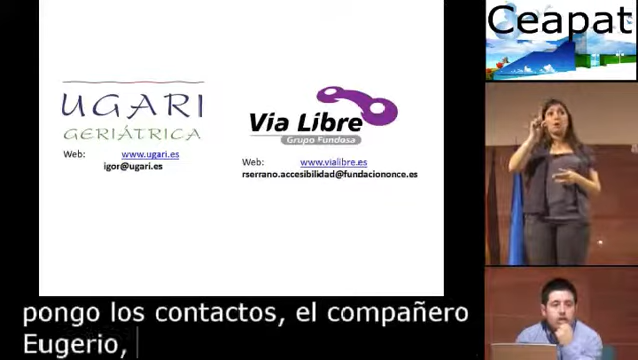 Ceapat
UGARI
GERIÁTRICA
Web: www.ugari.es
igor@ugari.es
Vía Libre
Grupo Fundosa
Web: www.vialibre.es
rserrano.accesibilidad@fundaciononce.es
pongo los contactos, el compañero
Eugerio,